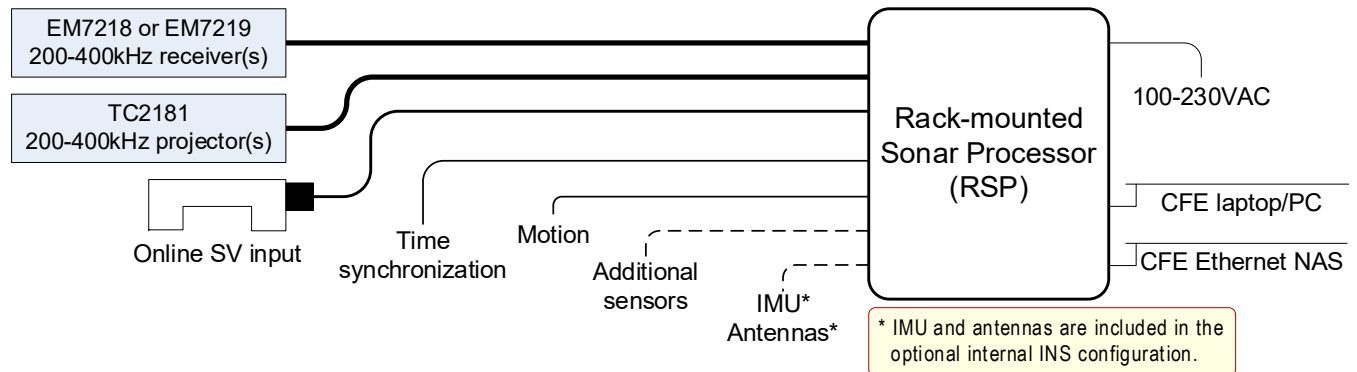 EM7218 or EM7219
200-400kHz receiver(s)
TC2181
200-400kHz projector(s)
Online SV input
Time
synchronization
Motion
Additional
sensors
IMU*
Antennas*
Rack-mounted
Sonar Processor
(RSP)
100-230VAC
CFE laptop/PC
CFE Ethernet NAS
* IMU and antennas are included in the
optional internal INS configuration.